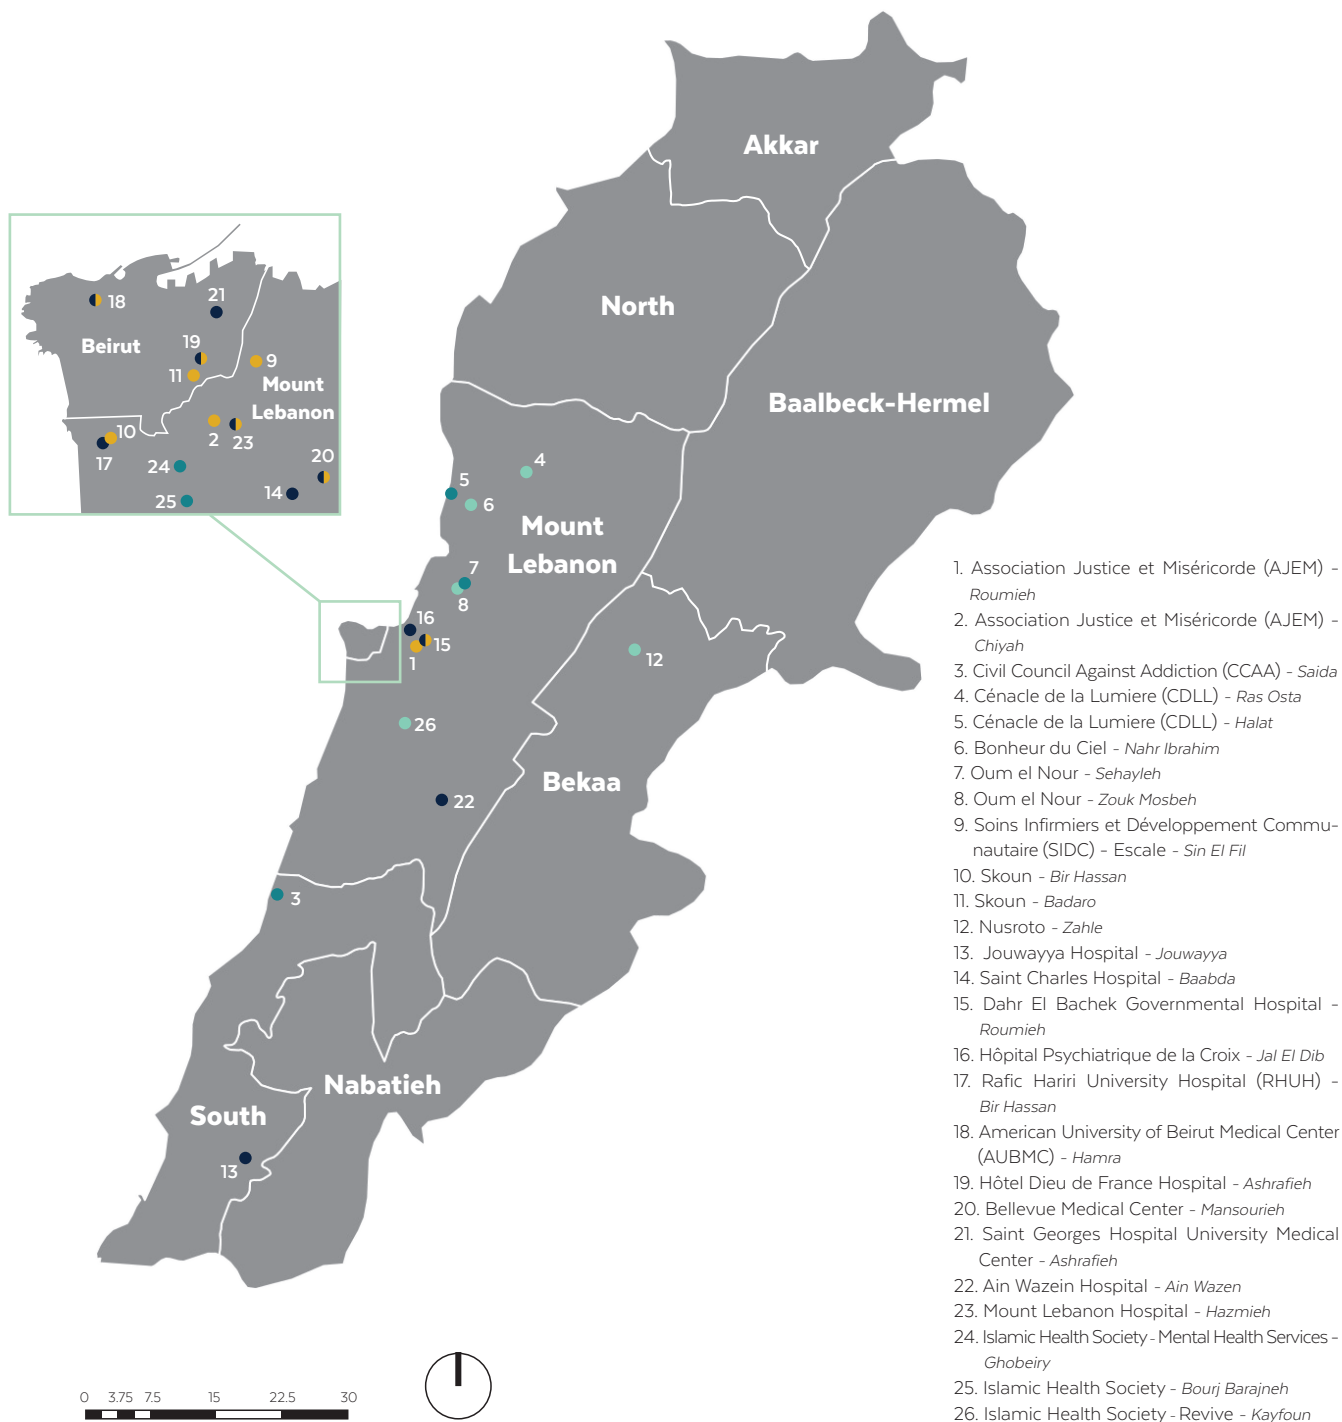 Akkar
North
Baalbeck-Hermel
18
21
Beirut
19
9
11
Mount
Lebanon
10
2
23
17
24
20
14
25
4
5
6
Mount
Lebanon
7
8
16
15
1
12
26
Bekaa
22
3
Nabatieh
South
13
1. Association Justice et Miséricorde (AJEM) -
Roumieh
2. Association Justice et Miséricorde (AJEM) -
Chiyah
3. Civil Council Against Addiction (CCAA) - Saida
4. Cénacle de la Lumiere (CDLL) - Ras Osta
5. Cénacle de la Lumiere (CDLL) - Halat
6. Bonheur du Ciel - Nahr Ibrahim
7. Oum el Nour - Sehayleh
8. Oum el Nour - Zouk Mosbeh
9. Soins Infirmiers et Développement Commu-
nautaire (SIDC) - Escale - Sin El Fil
10. Skoun - Bir Hassan
11. Skoun - Badaro
12. Nusroto - Zahle
13. Jouwayya Hospital - Jouwayya
14. Saint Charles Hospital - Baabda
15. Dahr El Bachek Governmental Hospital -
Roumieh
16. Hôpital Psychiatrique de la Croix - Jal El Dib
17. Rafic Hariri University Hospital (RHUH) -
Bir Hassan
18. American University of Beirut Medical Center
(AUBMC) - Hamra
19. Hôtel Dieu de France Hospital - Ashrafieh
20. Bellevue Medical Center - Mansourieh
21. Saint Georges Hospital University Medical
Center - Ashrafieh
22. Ain Wazein Hospital - Ain Wazen
23. Mount Lebanon Hospital - Hazmieh
24. Islamic Health Society - Mental Health Services -
Ghobeiry
25. Islamic Health Society - Bourj Barajneh
26. Islamic Health Society - Revive - Kayfoun
0 3.75 7.5 15 22.5 30